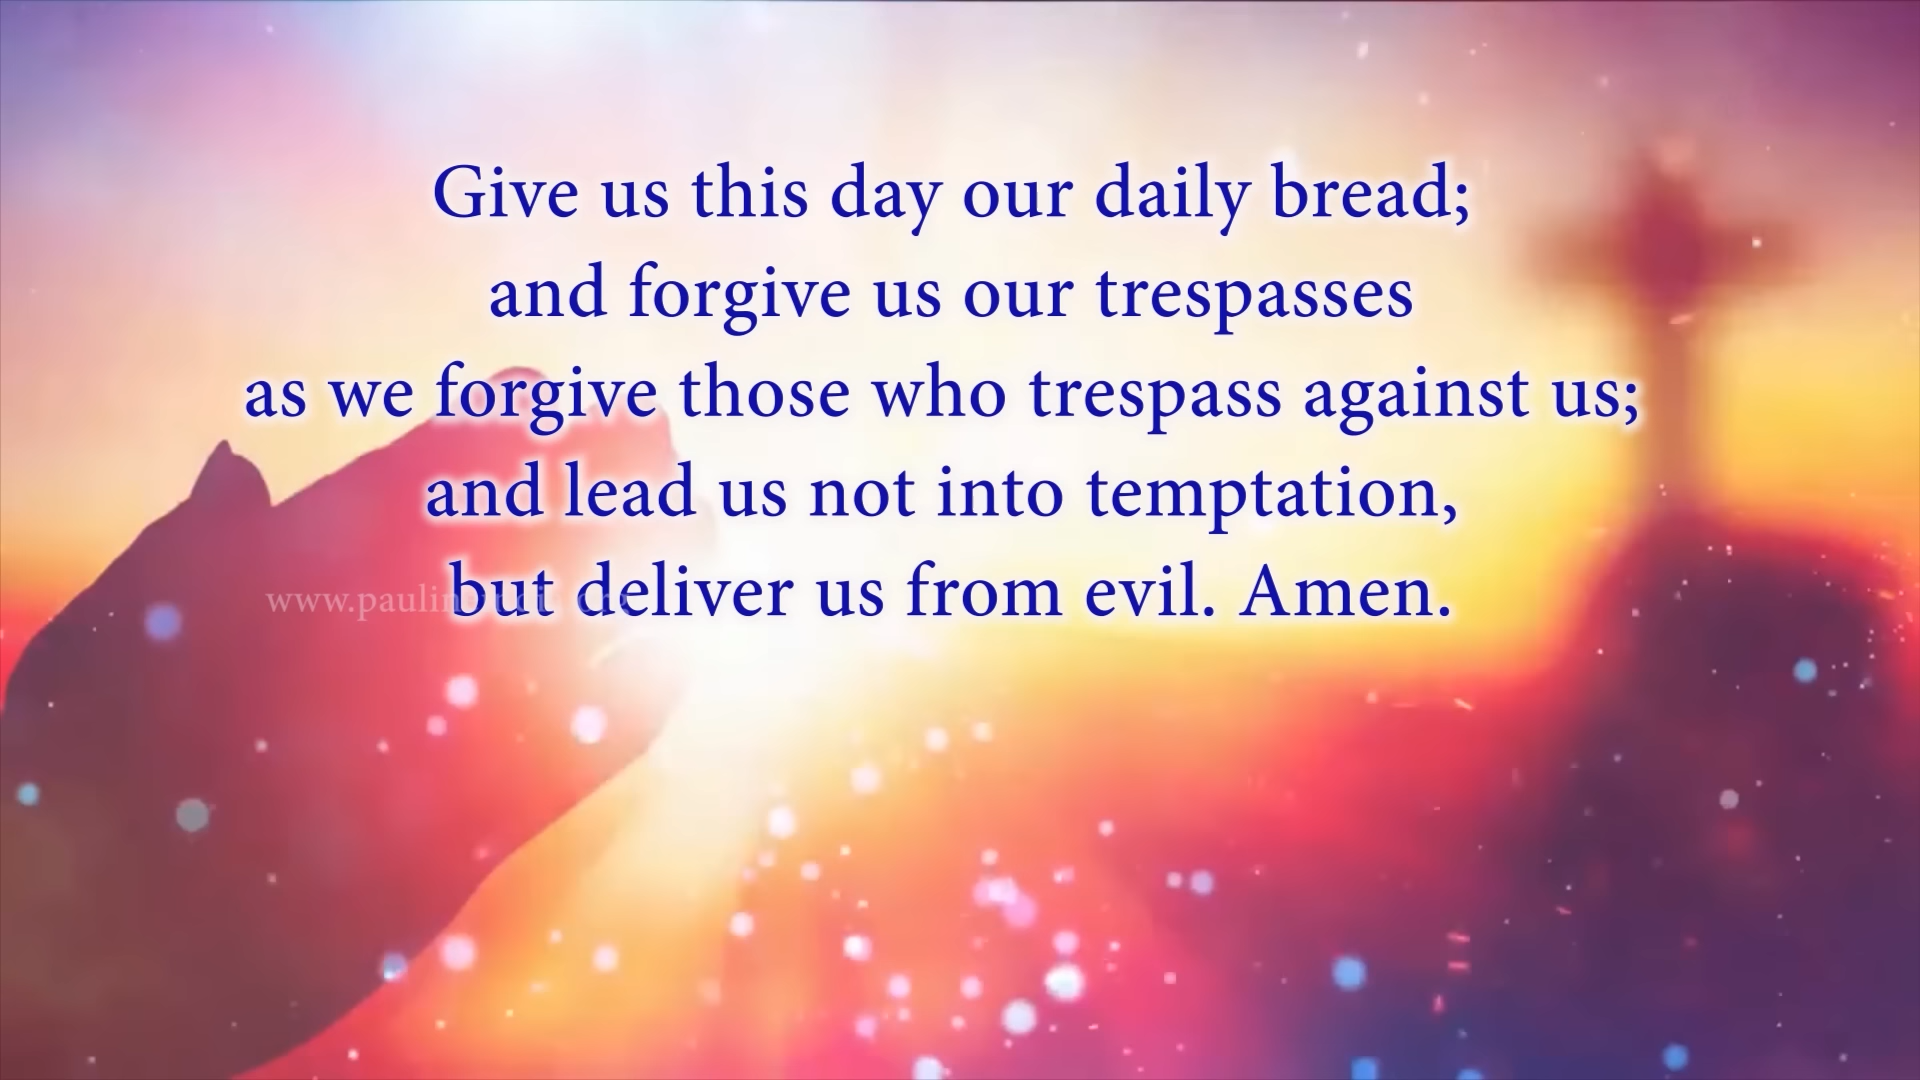 Give us this day our daily bread;
and forgive us our trespasses
as we forgive those who trespass against us;
and lead us not into temptation,
but deliver us from evil. Amen.